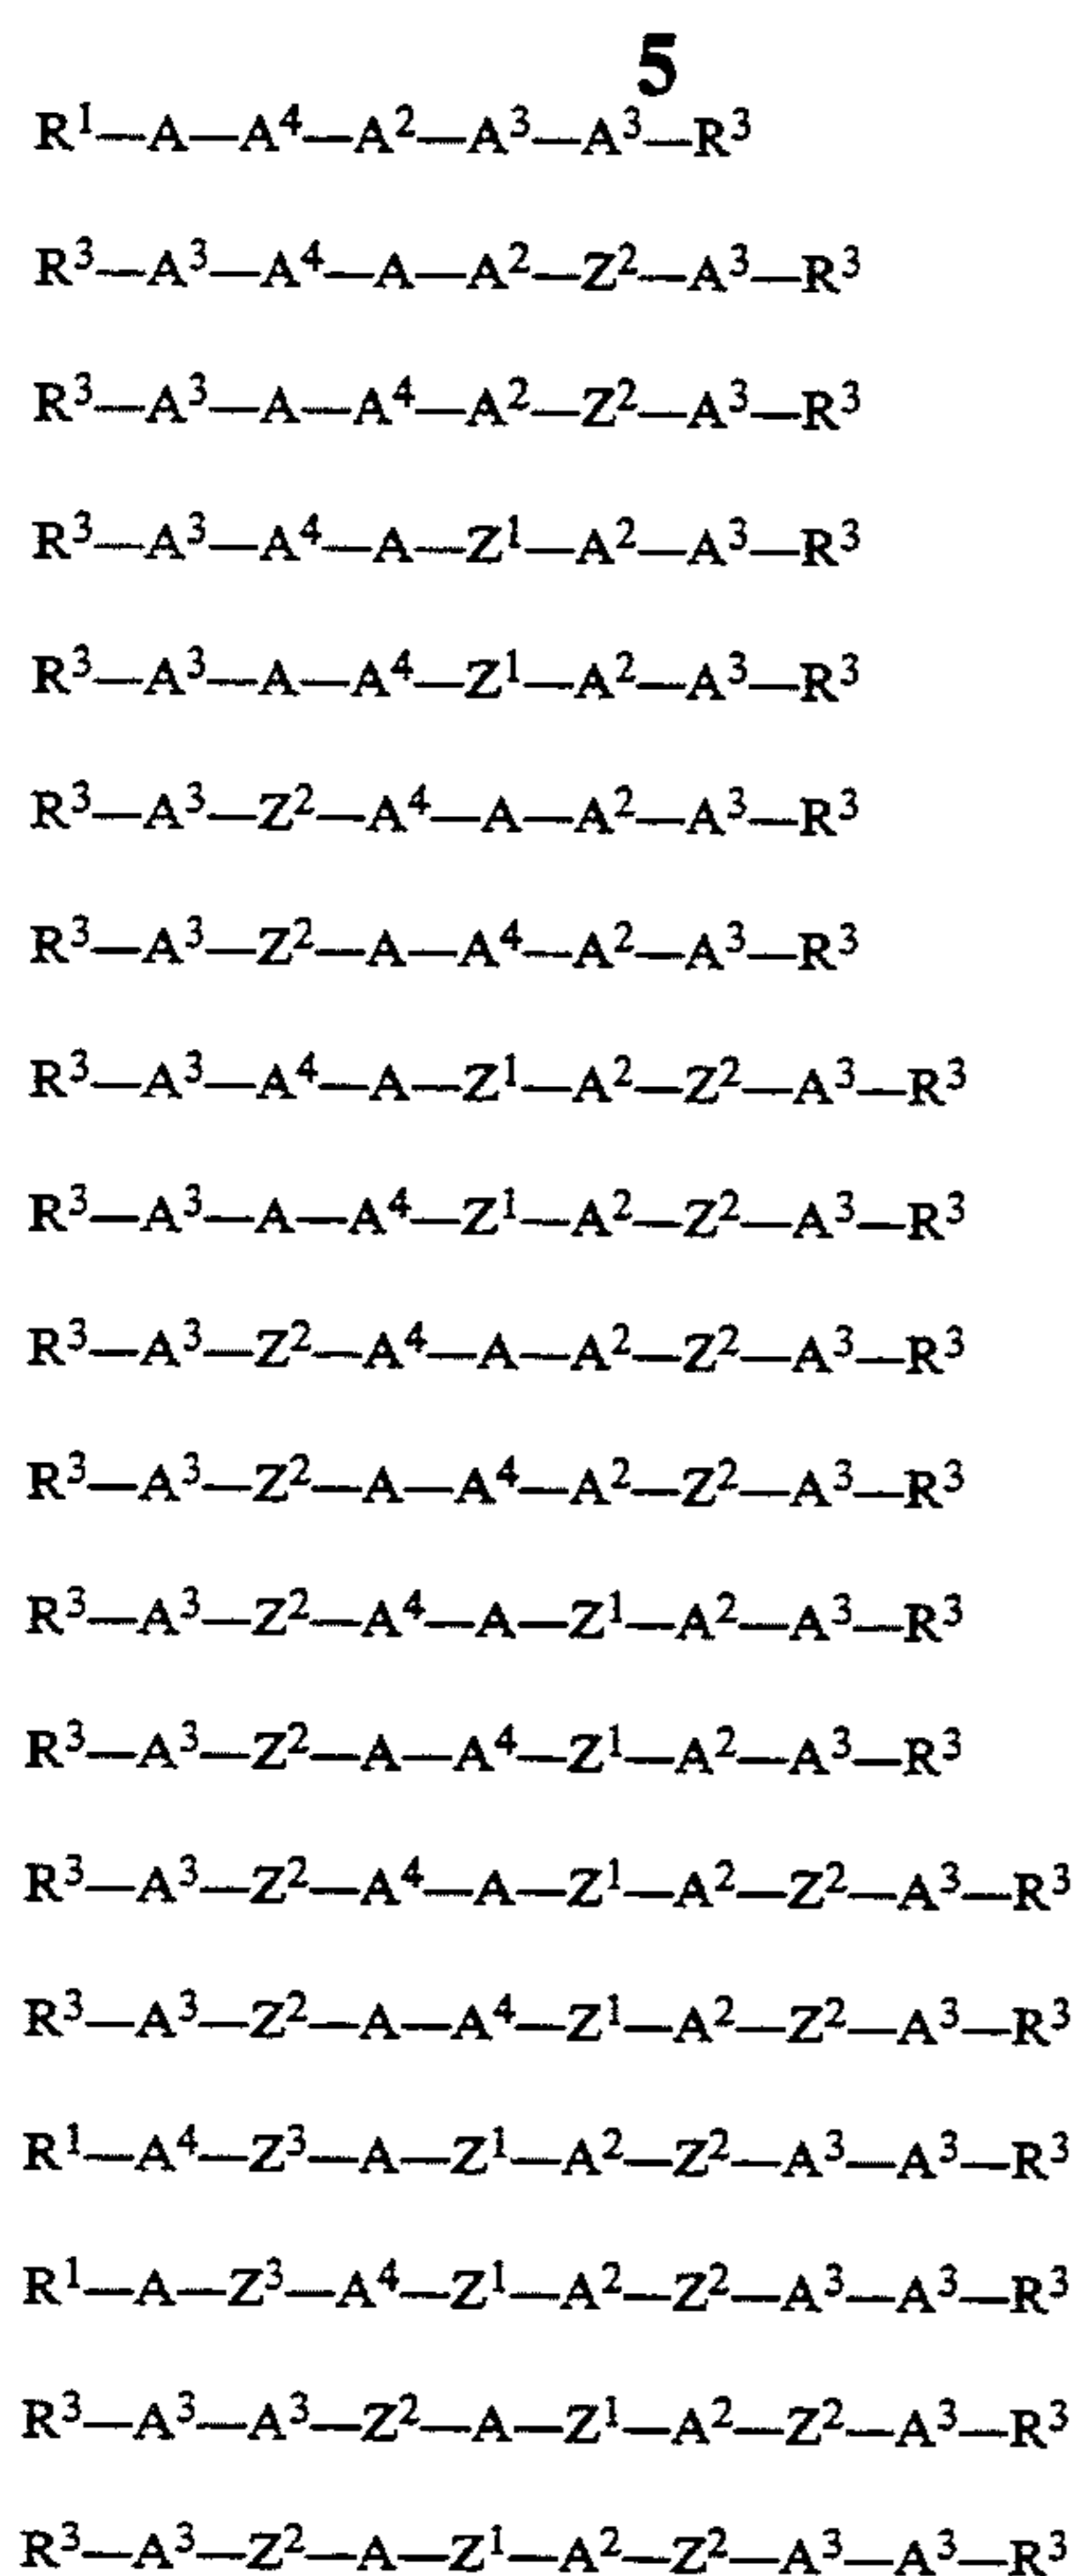 5
R¹—A—A⁴—A²—A³—A³—R³
R³—A³—A⁴—A—A²—Z²—A³—R³
R³—A³—A—A⁴—A²—Z²—A³—R³
R³—A³—A⁴—A—Z¹—A²—A³—R³
R³—A³—A—A⁴—Z¹—A²—A³—R³
R³—A³—Z²—A⁴—A—A²—A³—R³
R³—A³—Z²—A—A⁴—A²—A³—R³
R³—A³—A⁴—A—Z¹—A²—Z²—A³—R³
R³—A³—A—A⁴—Z¹—A²—Z²—A³—R³
R³—A³—Z²—A⁴—A—A²—Z²—A³—R³
R³—A³—Z²—A—A⁴—A²—Z²—A³—R³
R³—A³—Z²—A⁴—A—Z¹—A²—A³—R³
R³—A³—Z²—A—A⁴—Z¹—A²—A³—R³
R³—A³—Z²—A⁴—A—Z¹—A²—Z²—A³—R³
R³—A³—Z²—A—A⁴—Z¹—A²—Z²—A³—R³
R¹—A⁴—Z³—A—Z¹—A²—Z²—A³—A³—R³
R¹—A—Z³—A⁴—Z¹—A²—Z²—A³—A³—R³
R³—A³—A³—Z²—A—Z¹—A²—Z²—A³—R³
R³—A³—Z²—A—Z¹—A²—Z²—A³—A³—R³